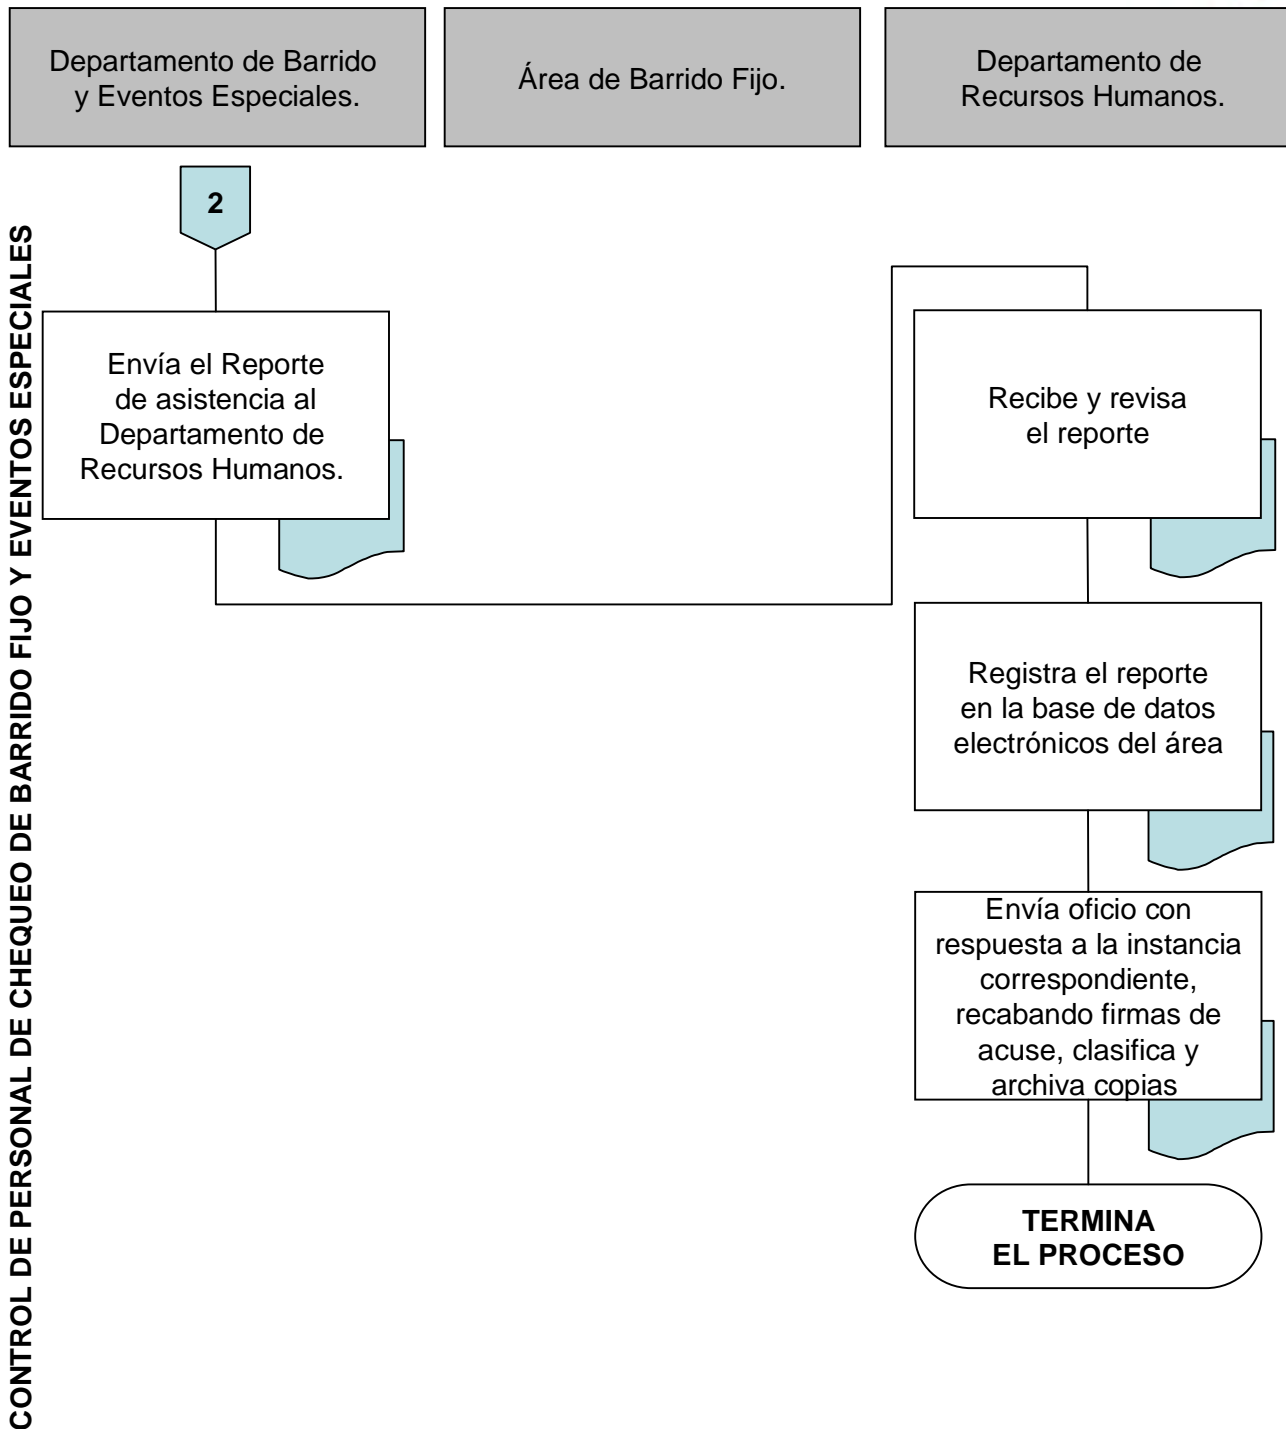 Departamento de Barrido
y Eventos Especiales.
Área de Barrido Fijo.
Departamento de
Recursos Humanos.
CONTROL DE PERSONAL DE CHEQUEO DE BARRIDO FIJO Y EVENTOS ESPECIALES
2
Envía el Reporte
de asistencia al
Departamento de
Recursos Humanos.
Recibe y revisa
el reporte
Registra el reporte
en la base de datos
electrónicos del área
Envía oficio con
respuesta a la instancia
correspondiente,
recabando firmas de
acuse, clasifica y
archiva copias
TERMINA
EL PROCESO